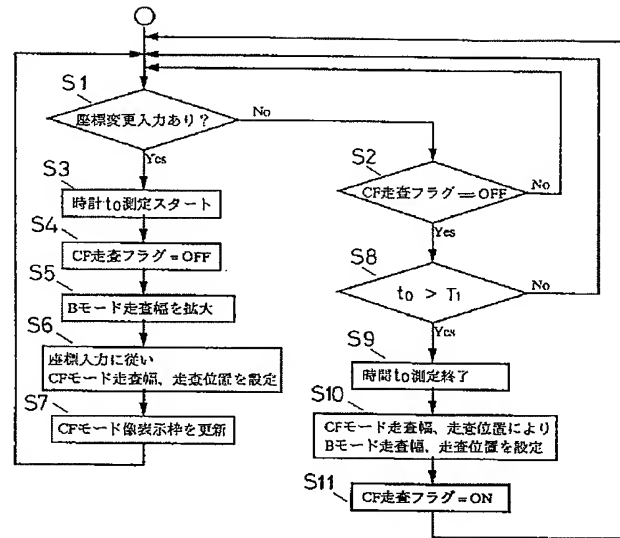 S1
座標変更入力あり？
No
Yes
S2
CF走査フラグ＝OFF
No
Yes
S3
時計to測定スタート
S4
CF走査フラグ＝OFF
S5
Bモード走査幅を拡大
S6
座標入力に従い
CFモード走査幅、走査位置を設定
S7
CFモード像表示枠を更新
S8
to > T1
No
Yes
S9
時間to測定終了
S10
CFモード走査幅、走査位置により
Bモード走査幅、走査位置を設定
S11
CF走査フラグ＝ON